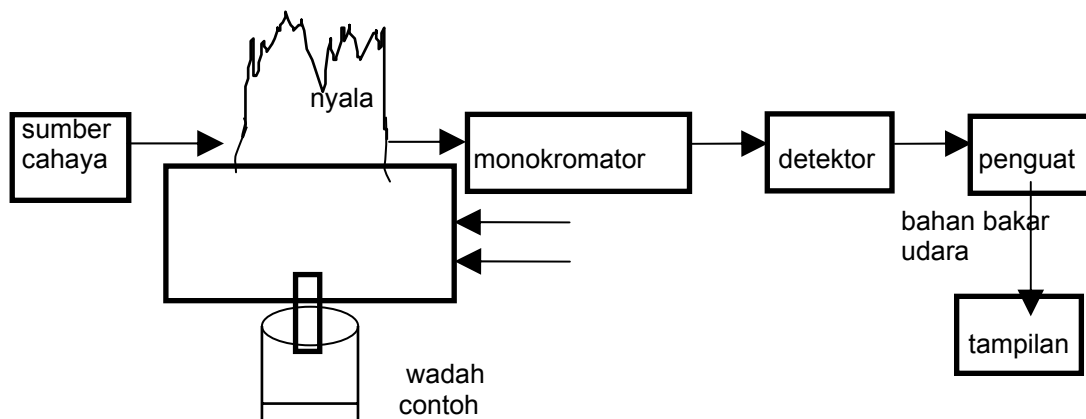 nyala
sumber
cahaya
monokromator
detektor
penguat
bahan bakar
udara
tampilan
wadah
contoh